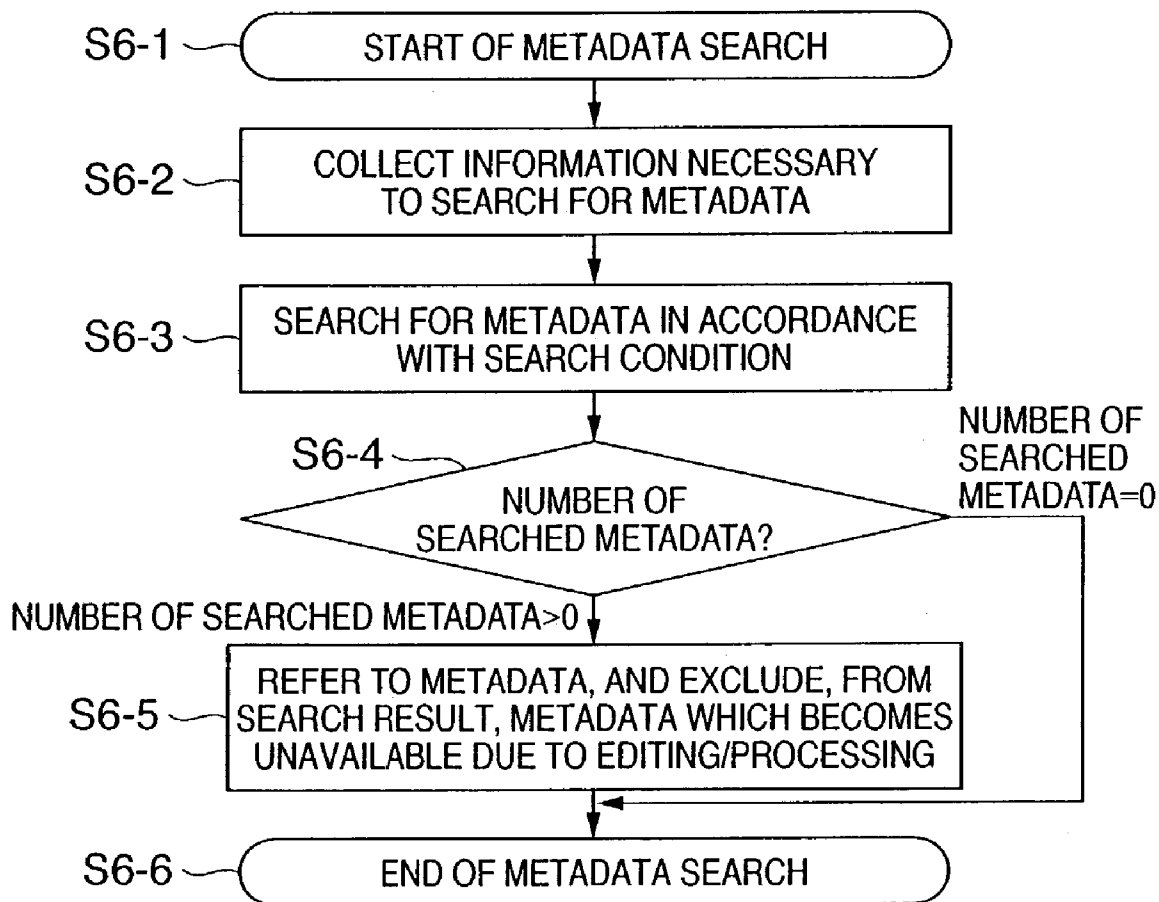 S6-1
START OF METADATA SEARCH
S6-2
COLLECT INFORMATION NECESSARY
TO SEARCH FOR METADATA
S6-3
SEARCH FOR METADATA IN ACCORDANCE
WITH SEARCH CONDITION
S6-4
NUMBER OF
SEARCHED METADATA?
NUMBER OF
SEARCHED
METADATA=0
NUMBER OF SEARCHED METADATA>0
S6-5
REFER TO METADATA, AND EXCLUDE, FROM
SEARCH RESULT, METADATA WHICH BECOMES
UNAVAILABLE DUE TO EDITING/PROCESSING
S6-6
END OF METADATA SEARCH